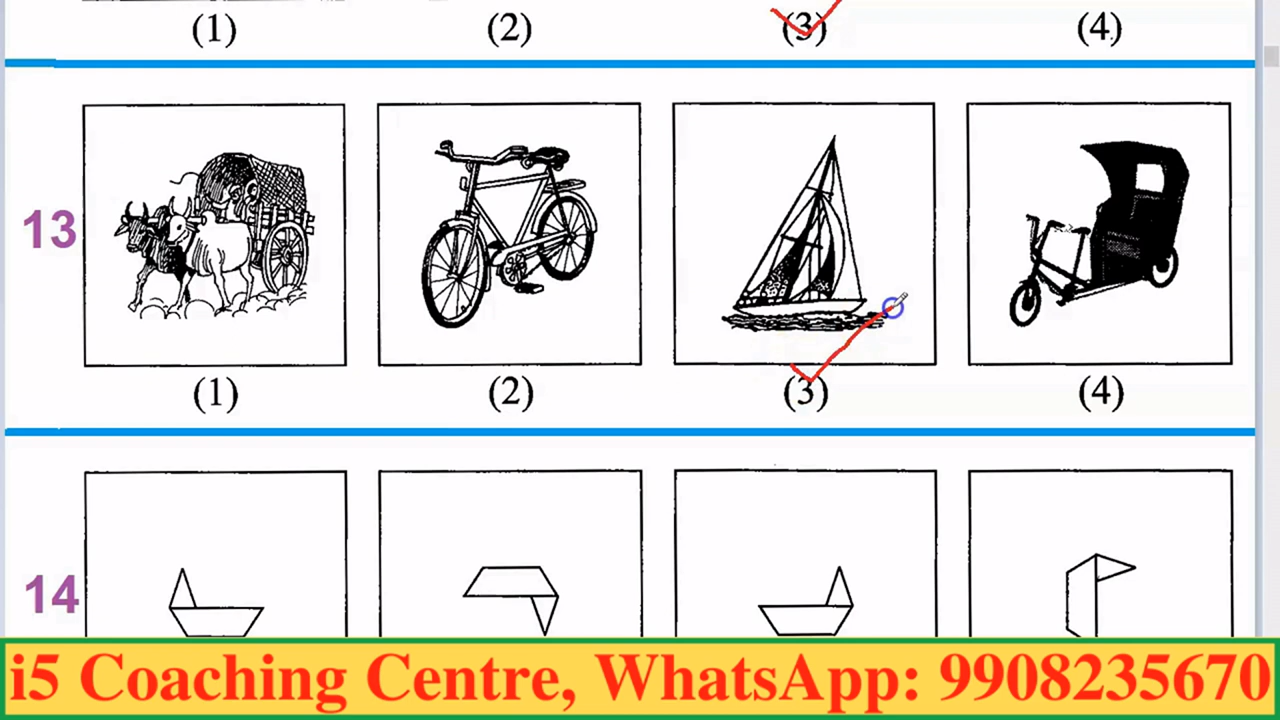 (1) (2) (3) (4)
13
(1) (2) (3) (4)
14
i5 Coaching Centre, WhatsApp: 9908235670